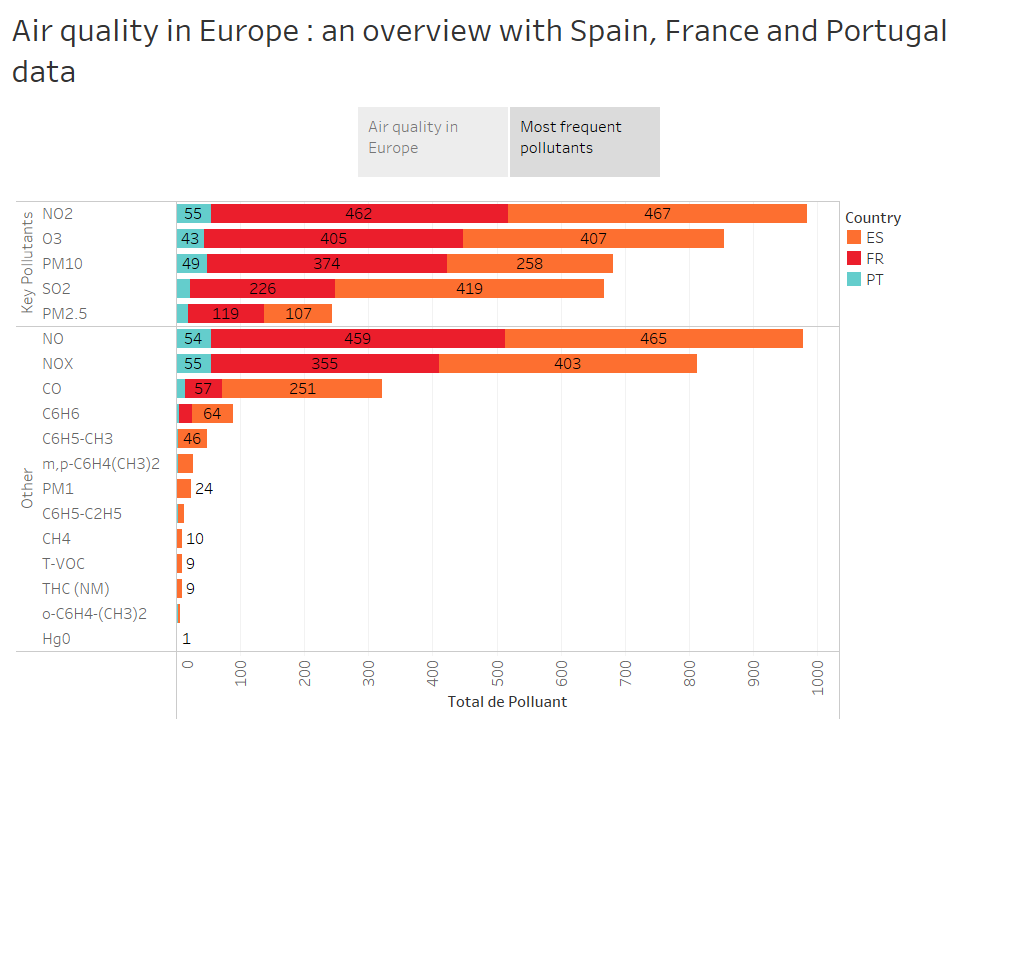 Air quality in Europe : an overview with Spain, France and Portugal
data
Air quality in
Europe
Most frequent
pollutants
Key Pollutants
NO2 55 462 467
O3 43 405 407
PM10 49 374 258
SO2 226 419
PM2.5 119 107
Other
NO 54 459 465
NOX 55 355 403
CO 57 251
C6H6 64
C6H5-CH3 46
m,p-C6H4(CH3)2
PM1 24
C6H5-C2H5
CH4 10
T-VOC 9
THC (NM) 9
o-C6H4-(CH3)2
Hg0 1
0 100 200 300 400 500 600 700 800 900 1000
Total de Polluant
Country
ES
FR
PT